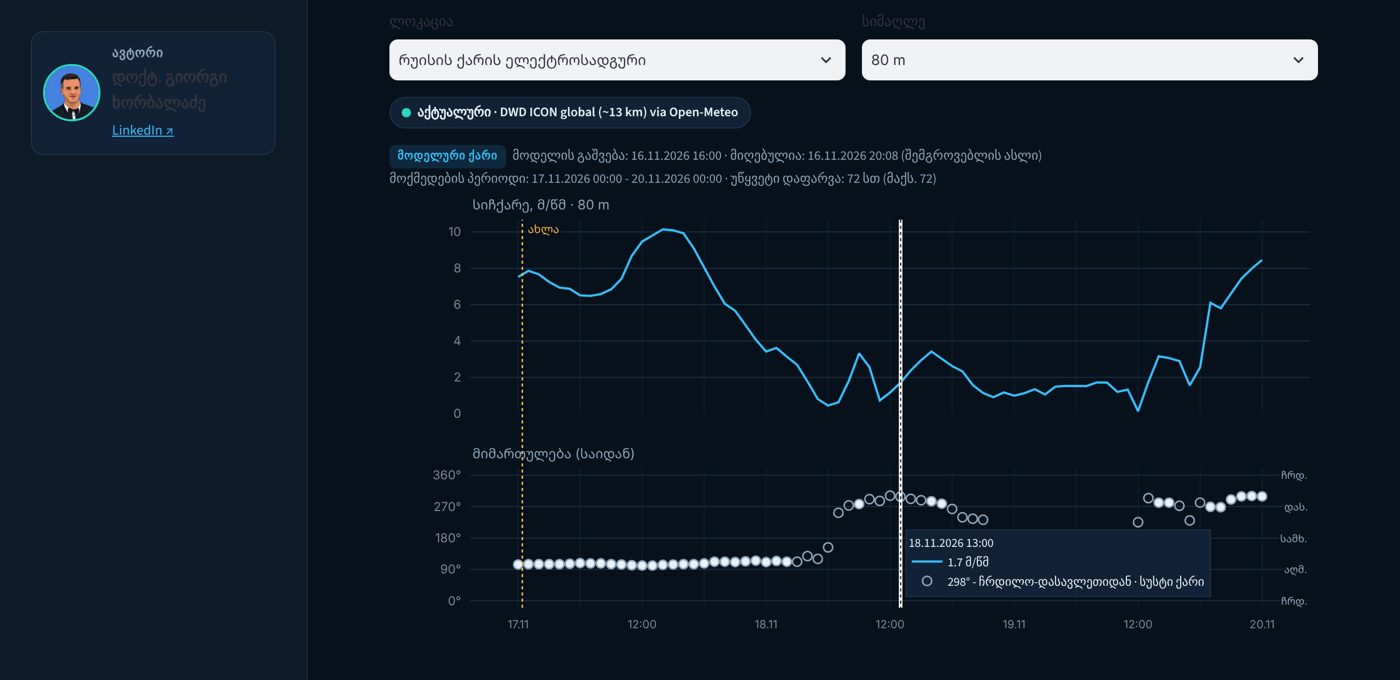 ავტორი
დოქტ. გიორგი
ხორბალაძე
LinkedIn ↗
ლოკაცია
სიმაღლე
რუისის ქარის ელექტროსადგური
80 m
აქტუალური · DWD ICON global (~13 km) via Open-Meteo
მოდელური ქარი მოდელის გაშვება: 16.11.2026 16:00 · მიღებულია: 16.11.2026 20:08 (შემგროვებლის ასლი)
მოქმედების პერიოდი: 17.11.2026 00:00 - 20.11.2026 00:00 · უწყვეტი დაფარვა: 72 სთ (მაქს. 72)
სიჩქარე, მ/წმ · 80 m
ახლა
10
8
6
4
2
0
მიმართულება (საიდან)
360° ჩრდ.
270° დას.
180° სამხ.
90° აღმ.
0° ჩრდ.
18.11.2026 13:00
1.7 მ/წმ
298° - ჩრდილო-დასავლეთიდან · სუსტი ქარი
17.11 12:00 18.11 12:00 19.11 12:00 20.11